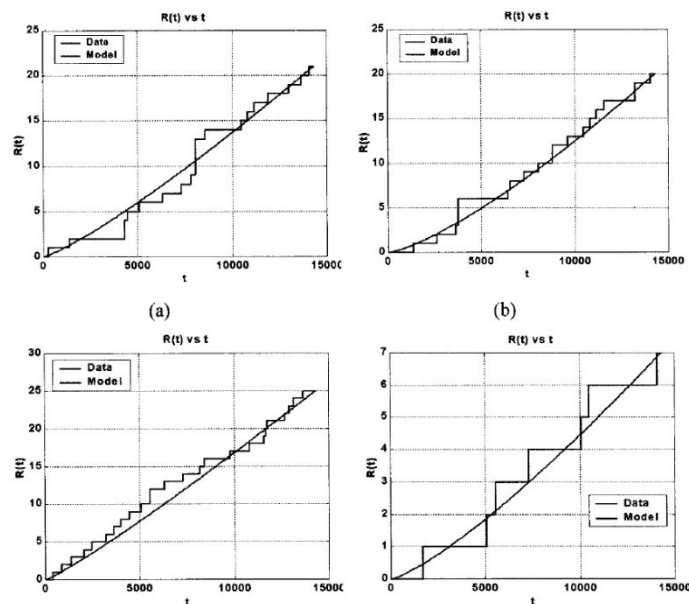 R(t) vs t
25
20
15
10
5
0
R(t)
Data
Model
0
5000
10000
1500
t
(a)
R(t) vs t
25
20
15
10
5
0
R(t)
Data
Model
0
5000
10000
1500
t
(b)
R(t) vs t
30
25
20
15
10
5
0
R(t)
Data
Model
0
5000
10000
15000
t
R(t) vs t
7
6
5
4
3
2
1
0
R(t)
Data
Model
0
5000
10000
15000
t